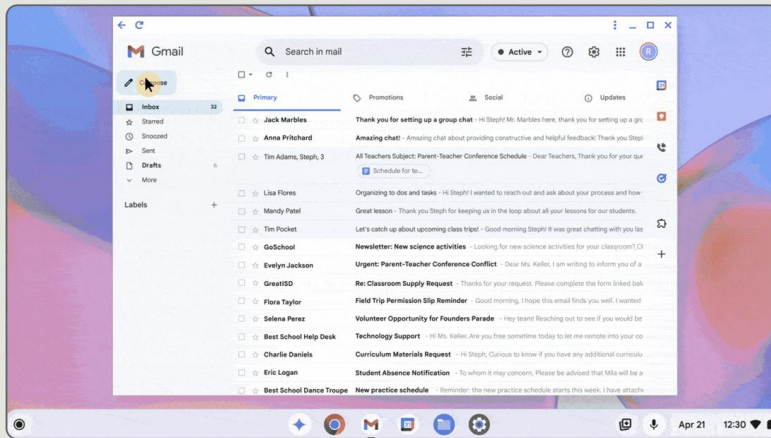 Gmail
Search in mail
Active
R
Compose
Primary
Promotions
Social
Updates
Inbox 32
Starred
Snoozed
Sent
Drafts 6
More
Labels
Jack Marbles Thank you for setting up a group chat - Hi Steph! Mr. Marbles here, thank you for setting up a gro
Anna Pritchard Amazing chat! - Amazing chat about providing constructive and helpful feedback! Thank you Steph
Tim Adams, Steph, 3 All Teachers Subject: Parent-Teacher Conference Schedule - Dear Teachers, Thank you for your que
Schedule for te...
Lisa Flores Organizing to dos and tasks - Hi Steph! I wanted to reach out and ask about your process and how
Mandy Patel Great lesson - Thank you Steph for keeping us in the loop about all your lessons for our students.
Tim Pocket Let's catch up about upcoming class trips! - Good morning Steph! It was great chatting with you las
GoSchool Newsletter: New science activities - Looking for new science activities for your classroom?
Evelyn Jackson Urgent: Parent-Teacher Conference Conflict - Dear Ms. Keller, I am writing to inform you of a
GreatISD Re: Classroom Supply Request - Thanks for your request. Please complete the form linked bel
Flora Taylor Field Trip Permission Slip Reminder - Good morning, I hope this email finds you well. I wanted
Selena Perez Volunteer Opportunity for Founders Parade - Hey team! Reaching out to see if you would be
Best School Help Desk Technology Support - Hi Ms. Keller, Are you free sometime today to let me remote into your co
Charlie Daniels Curriculum Materials Request - Hi Steph, Curious to know if you have any additional curriculu
Eric Logan Student Absence Notification - To whom it may concern, Please be advised that Mila will be a
Best School Dance Troupe New practice schedule - Reminder: the new practice schedule starts this week. I have attach
Apr 21 12:30